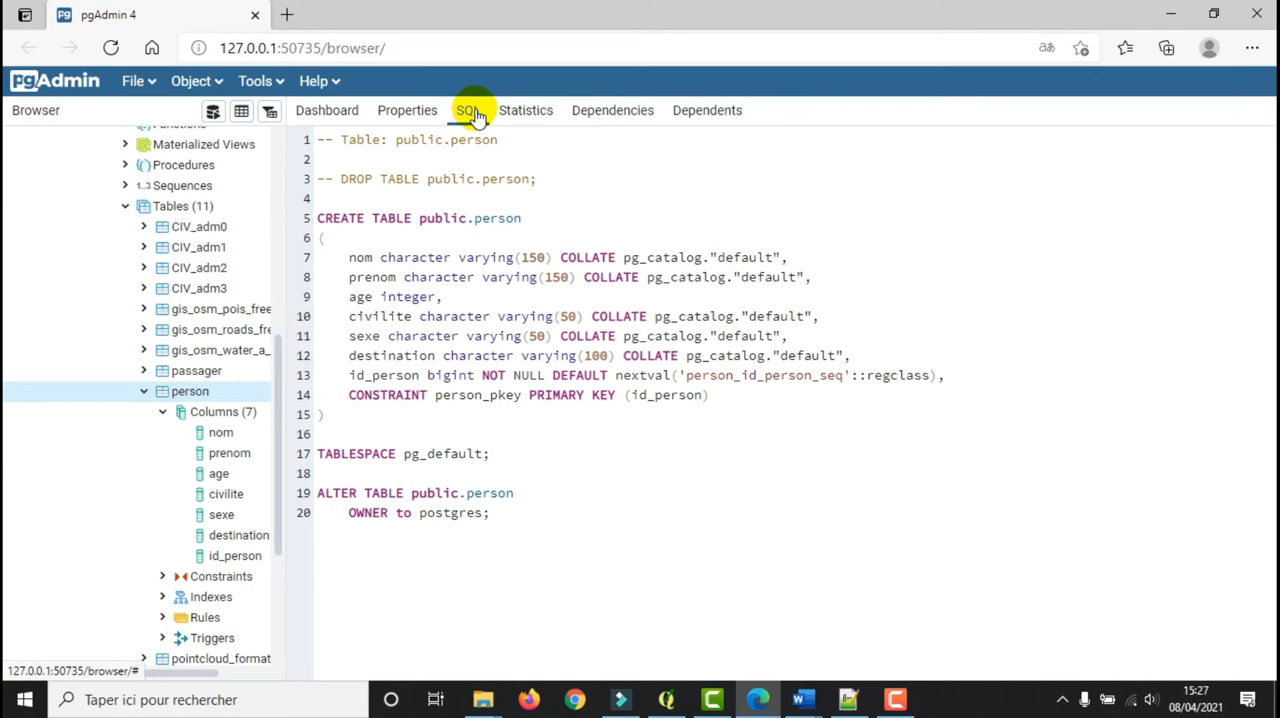 pgAdmin 4
127.0.0.1:50735/browser/
pgAdmin File Object Tools Help
Browser
Dashboard Properties SQL Statistics Dependencies Dependents
Functions
Materialized Views
Procedures
1..3 Sequences
Tables (11)
CIV_adm0
CIV_adm1
CIV_adm2
CIV_adm3
gis_osm_pois_free
gis_osm_roads_fre
gis_osm_water_a_
passager
person
Columns (7)
nom
prenom
age
civilite
sexe
destination
id_person
Constraints
Indexes
Rules
Triggers
pointcloud_format
127.0.0.1:50735/browser/#
1 -- Table: public.person
2
3 -- DROP TABLE public.person;
4
5 CREATE TABLE public.person
6 (
7 nom character varying(150) COLLATE pg_catalog."default",
8 prenom character varying(150) COLLATE pg_catalog."default",
9 age integer,
10 civilite character varying(50) COLLATE pg_catalog."default",
11 sexe character varying(50) COLLATE pg_catalog."default",
12 destination character varying(100) COLLATE pg_catalog."default",
13 id_person bigint NOT NULL DEFAULT nextval('person_id_person_seq'::regclass),
14 CONSTRAINT person_pkey PRIMARY KEY (id_person)
15 )
16
17 TABLESPACE pg_default;
18
19 ALTER TABLE public.person
20 OWNER to postgres;
Taper ici pour rechercher
15:27
08/04/2021